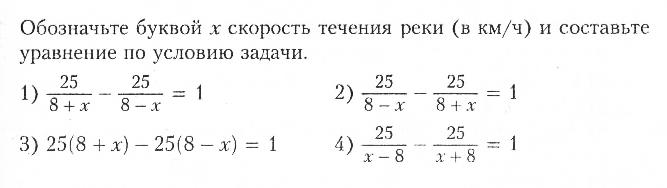 Обозначьте буквой x скорость течения реки (в км/ч) и составьте
уравнение по условию задачи.
1) 25/(8 + x) − 25/(8 − x) = 1 2) 25/(8 − x) − 25/(8 + x) = 1
3) 25(8 + x) − 25(8 − x) = 1 4) 25/(x − 8) − 25/(x + 8) = 1